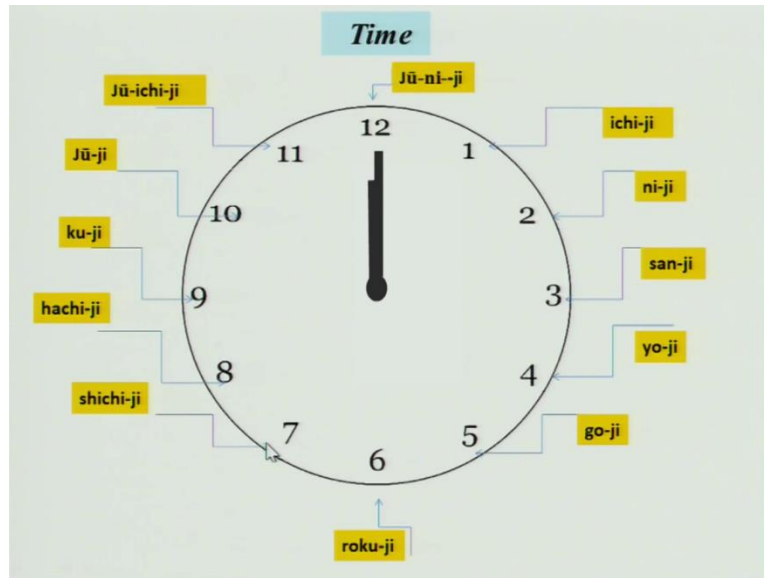 Time
Jū-ni--ji
12
Jū-ichi-ji
11
ichi-ji
1
Jū-ji
10
ni-ji
2
ku-ji
9
san-ji
3
hachi-ji
8
yo-ji
4
shichi-ji
7
go-ji
5
6
roku-ji